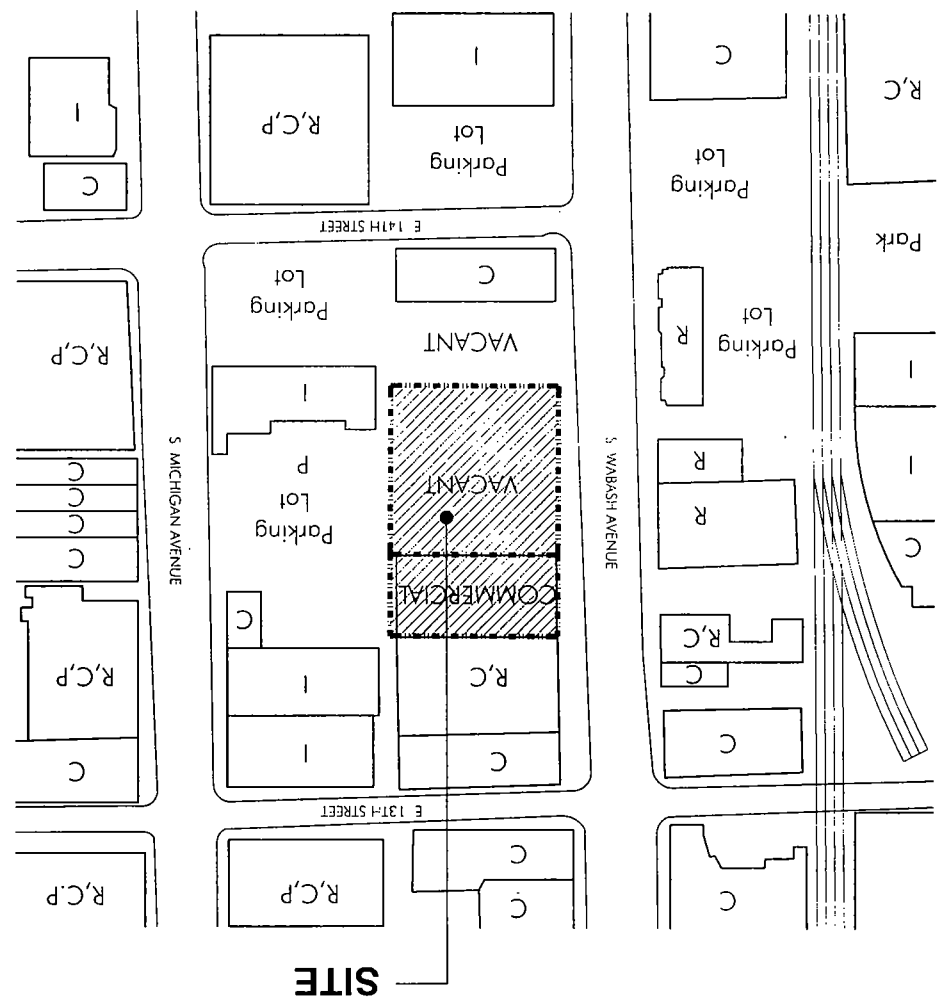 SITE
C
C
R,C,P
R,C.P
C
E 13TH STREET
C
C
I
C
C
R,C
I
R,C,P
R,C
C
COMMERCIAL
C
C
R
Parking
Lot
P
C
C
C
S WABASH AVENUE
S MICHIGAN AVENUE
I
R
VACANT
I
I
Parking
Lot
R
VACANT
R,C,P
C
Parking
Lot
Park
E 14TH STREET
Parking
Lot
C
Parking
Lot
R,C,P
I
R,C
C
I